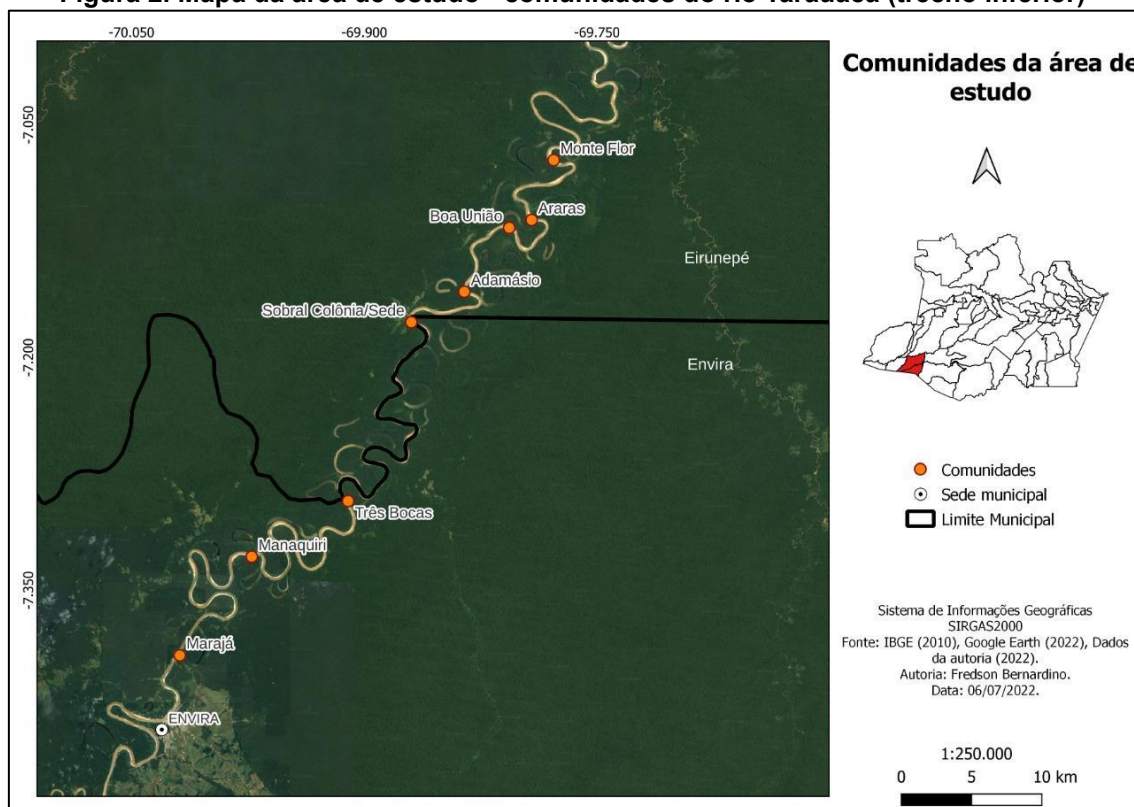 Figura 2. Mapa da área de estudo - comunidades do rio Tarauacá (trecho inferior)
-70.050
-69.900
-69.750
-7.050
-7.200
-7.350
Monte Flor
Araras
Boa União
Adamásio
Sobral Colônia/Sede
Eirunepé
Envira
Três Bocas
Manaquiri
Marajá
ENVIRA
Comunidades da área de
estudo
Comunidades
Sede municipal
Limite Municipal
Sistema de Informações Geográficas
SIRGAS2000
Fonte: IBGE (2010), Google Earth (2022), Dados
da autoria (2022).
Autoria: Fredson Bernardino.
Data: 06/07/2022.
1:250.000
0 5 10 km